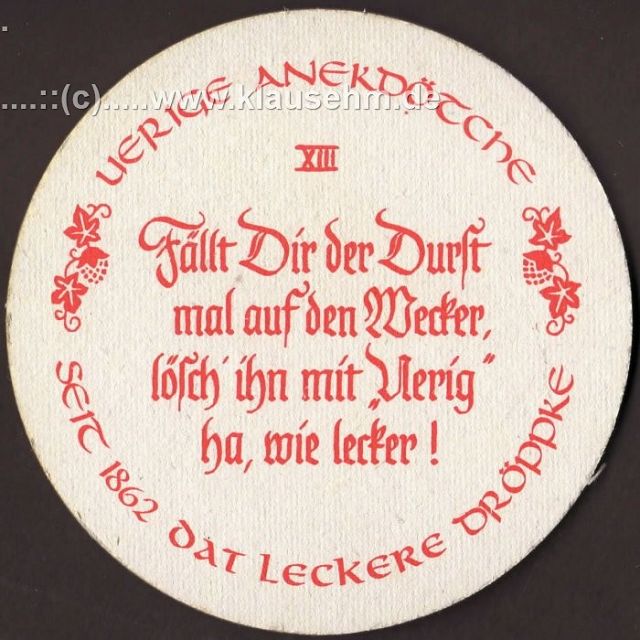 ....::(c).....www.klausehm.de
UERIGE ANEKDÖTCHE
XIII
Fällt Dir der Durst
mal auf den Wecker,
lösch' ihn mit „Uerig“
ha, wie lecker!
SEIT 1862 DAT LECKERE DRÖPPKE